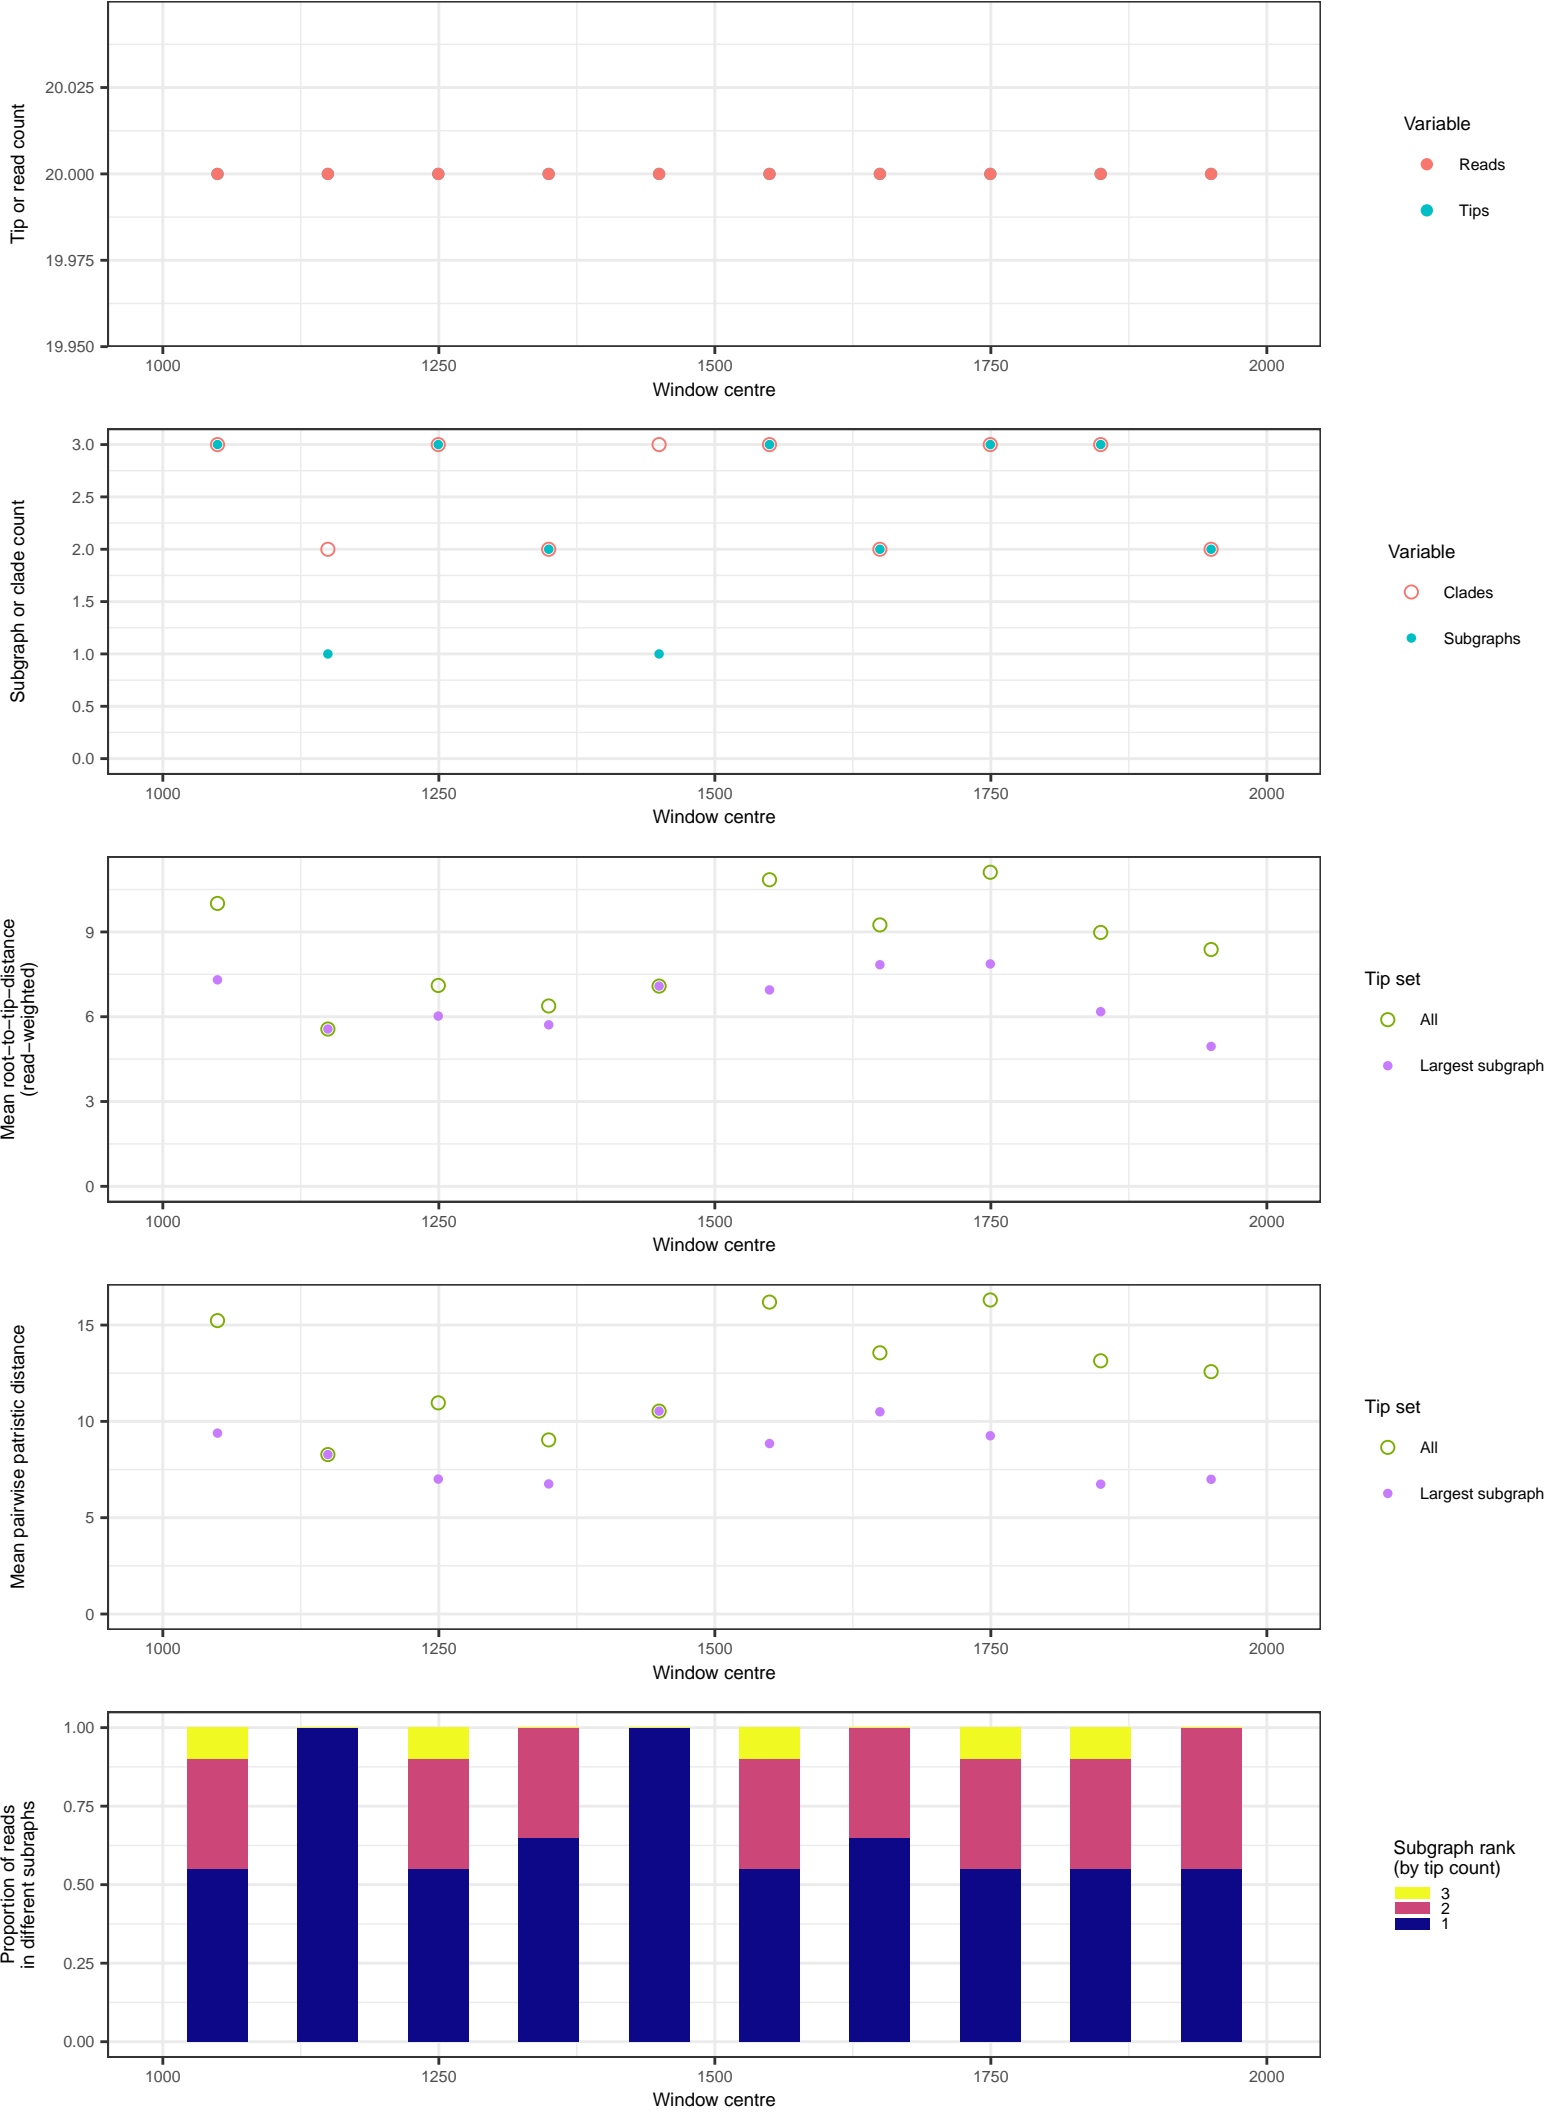 20.025
20.000
19.975
19.950
Tip or read count
1000 1250 1500 1750 2000
Window centre
Variable
Reads
Tips
3.0
2.5
2.0
1.5
1.0
0.5
0.0
Subgraph or clade count
1000 1250 1500 1750 2000
Window centre
Variable
Clades
Subgraphs
9
6
3
0
Mean root−to−tip−distance
(read−weighted)
1000 1250 1500 1750 2000
Window centre
Tip set
All
Largest subgraph
15
10
5
0
Mean pairwise patristic distance
1000 1250 1500 1750 2000
Window centre
Tip set
All
Largest subgraph
1.00
0.75
0.50
0.25
0.00
Proportion of reads
in different subraphs
1000 1250 1500 1750 2000
Window centre
Subgraph rank
(by tip count)
3
2
1